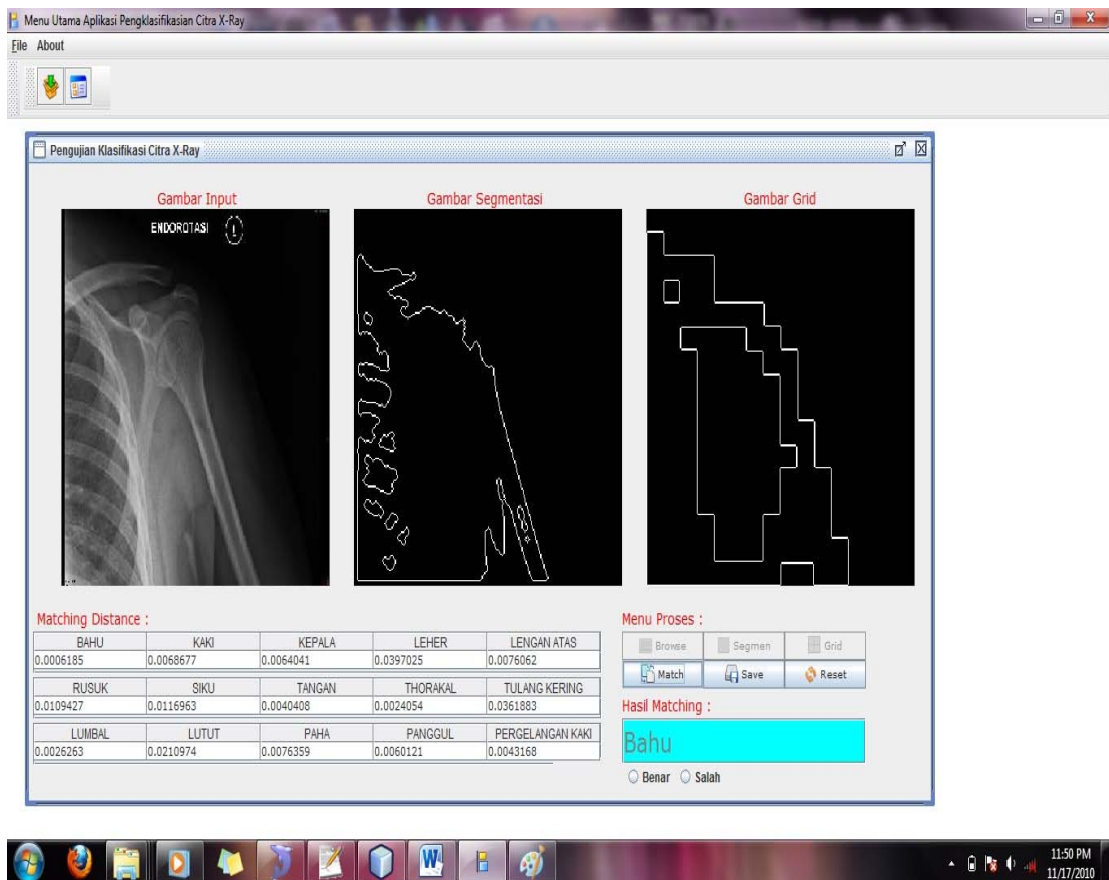 Menu Utama Aplikasi Pengklasifikasian Citra X-Ray
File About
Pengujian Klasifikasi Citra X-Ray
Gambar Input Gambar Segmentasi Gambar Grid
ENDOROTASI
Matching Distance :
BAHU KAKI KEPALA LEHER LENGAN ATAS
0.0006185 0.0068677 0.0064041 0.0397025 0.0076062
RUSUK SIKU TANGAN THORAKAL TULANG KERING
0.0109427 0.0116963 0.0040408 0.0024054 0.0361883
LUMBAL LUTUT PAHA PANGGUL PERGELANGAN KAKI
0.0026263 0.0210974 0.0076359 0.0060121 0.0043168
Menu Proses :
Browse Segmen Grid
Match Save Reset
Hasil Matching :
Bahu
Benar Salah
11:50 PM
11/17/2010